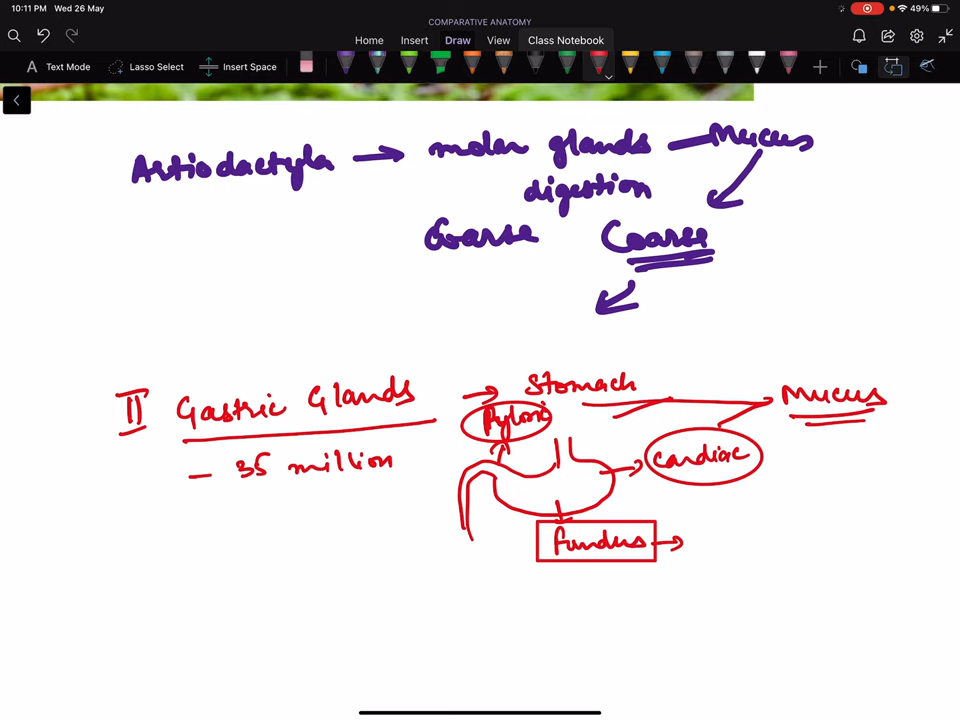 10:11 PM Wed 26 May
49%
COMPARATIVE ANATOMY
Home Insert Draw View Class Notebook
Text Mode Lasso Select Insert Space
Artiodactyla → molar glands — Mucus
digestion
Coarse Coarse
II Gastric Glands → Stomach
Mucus
Pyloric
— 35 million
Cardiac
fundus →